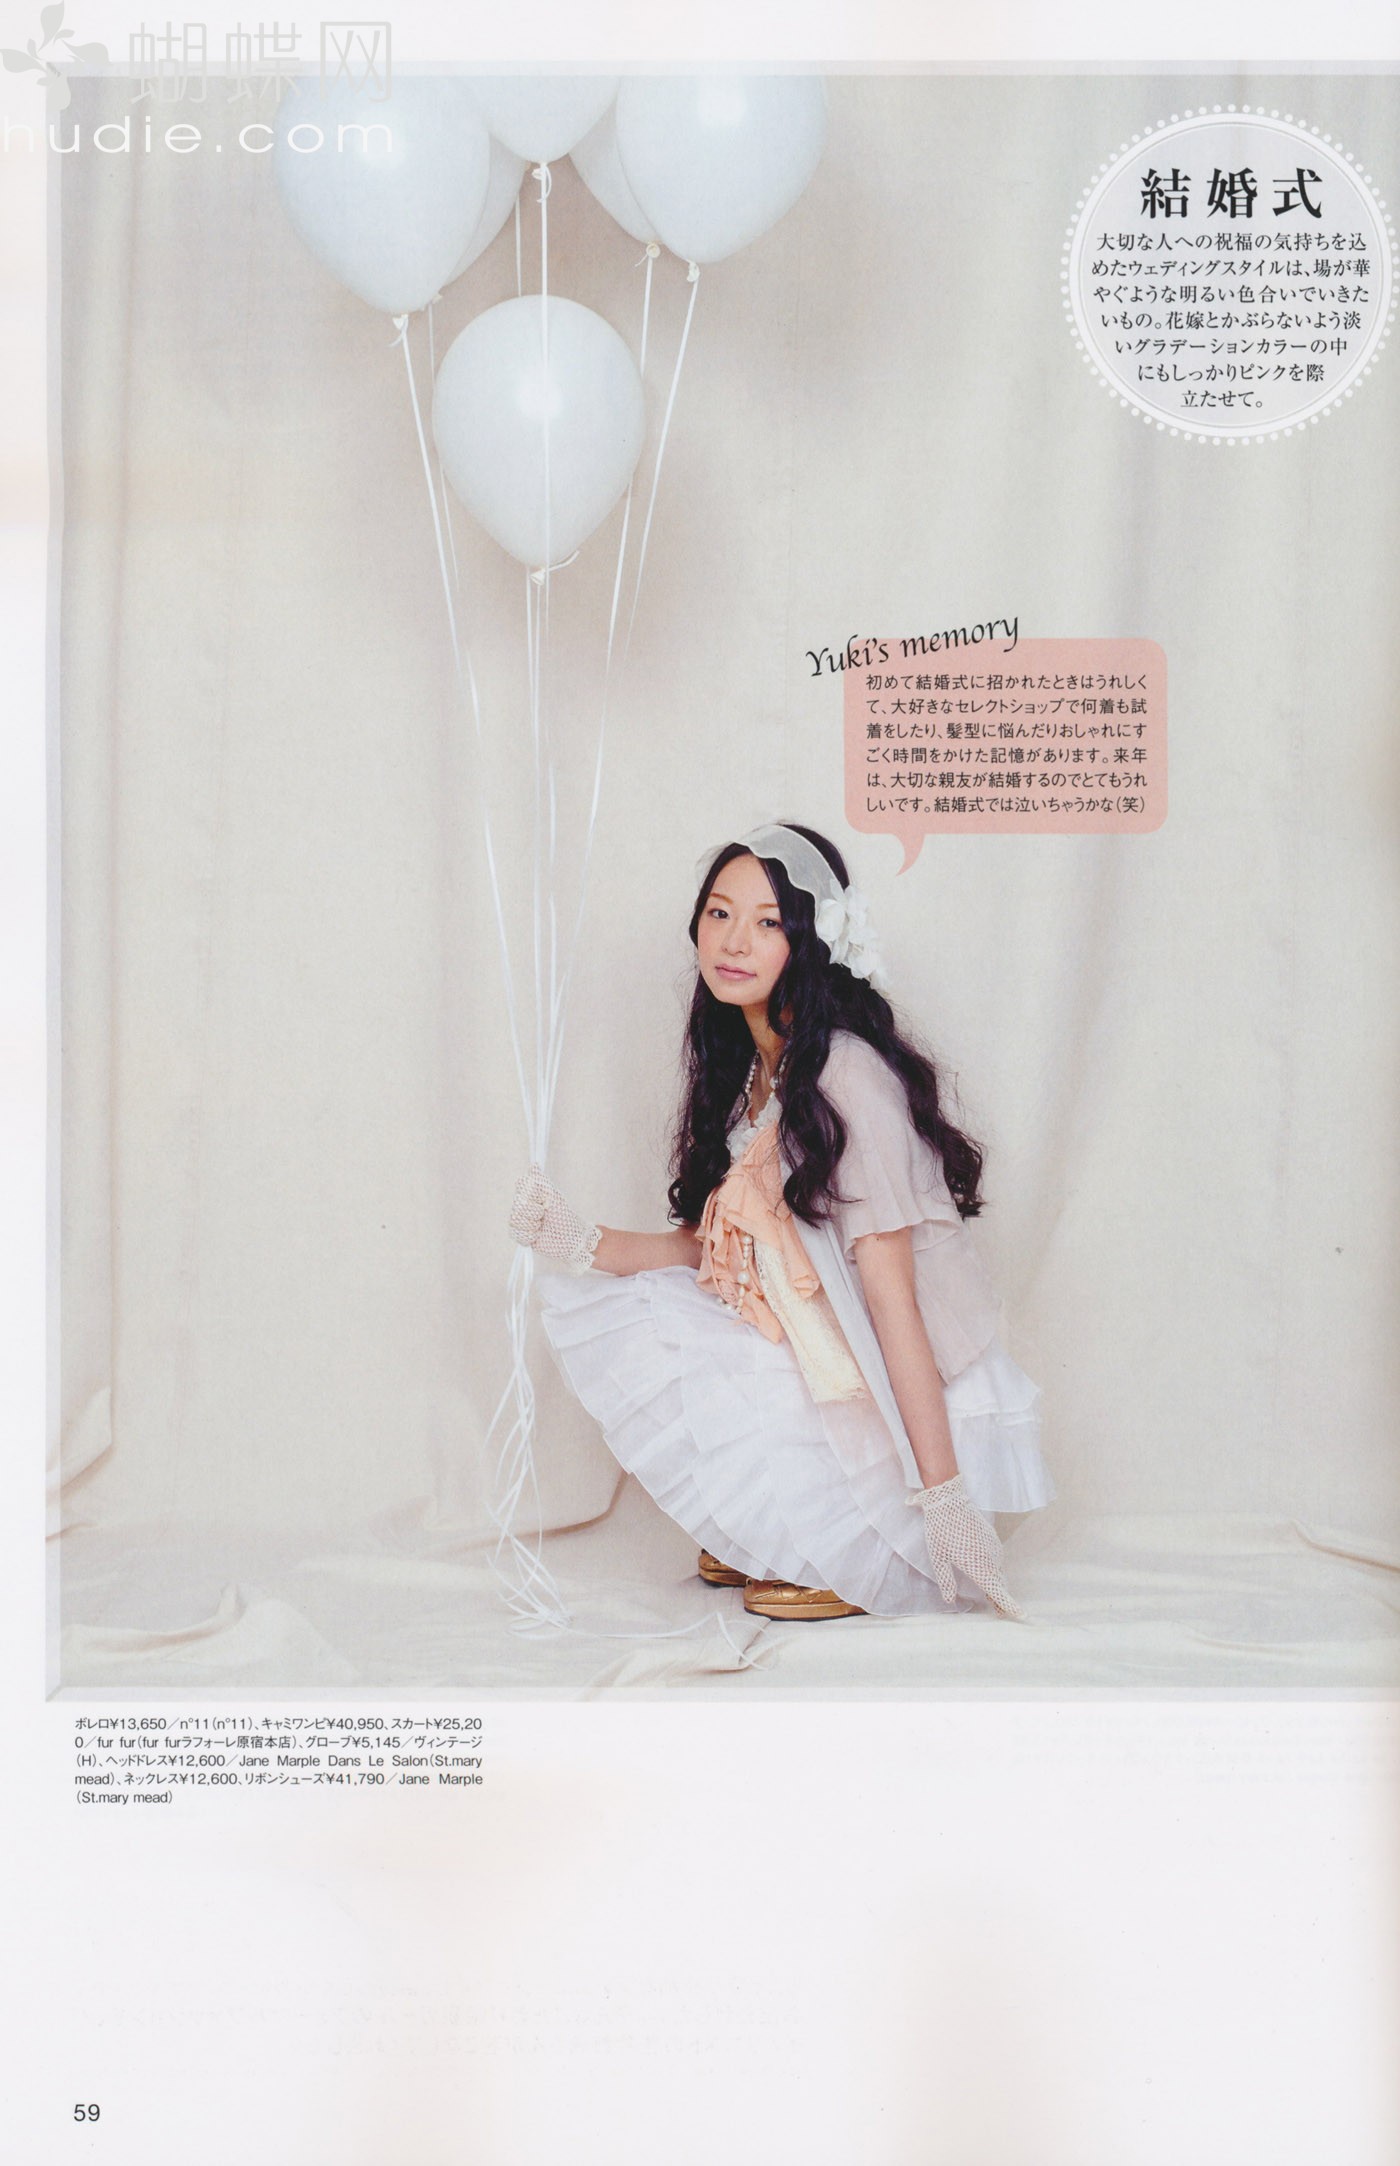 蝴蝶网
hudie.com
結婚式
大切な人への祝福の気持ちを込
めたウェディングスタイルは、場が華
やぐような明るい色合いでいきた
いもの。花嫁とかぶらないよう淡
いグラデーションカラーの中
にもしっかりピンクを際
立たせて。
Yuki's memory
初めて結婚式に招かれたときはうれしく
て、大好きなセレクトショップで何着も試
着をしたり、髪型に悩んだりおしゃれにす
ごく時間をかけた記憶があります。来年
は、大切な親友が結婚するのでとてもうれ
しいです。結婚式では泣いちゃうかな（笑）
ボレロ¥13,650／n°11（n°11）、キャミワンピ¥40,950、スカート¥25,20
0／fur fur（fur furラフォーレ原宿本店）、グローブ¥5,145／ヴィンテージ
（H）、ヘッドドレス¥12,600／Jane Marple Dans Le Salon（St.mary
mead）、ネックレス¥12,600、リボンシューズ¥41,790／Jane Marple
（St.mary mead）
59